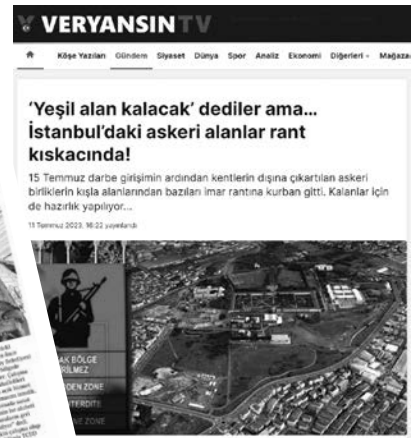 VERYANSIN TV
Köşe Yazıları Gündem Siyaset Dünya Spor Analiz Ekonomi Diğerleri Mağaza
‘Yeşil alan kalacak’ dediler ama...
İstanbul’daki askeri alanlar rant
kıskacında!
15 Temmuz darbe girişimin ardından kentlerin dışına çıkartılan askeri
birliklerin kışla alanlarından bazıları imar rantına kurban gitti. Kalanlar için
de hazırlık yapılıyor...
11 Temmuz 2023, 16:22 yayınlandı
AK BÖLGE
RİLMEZ
DEN ZONE
NTERDITE
NE ZONE